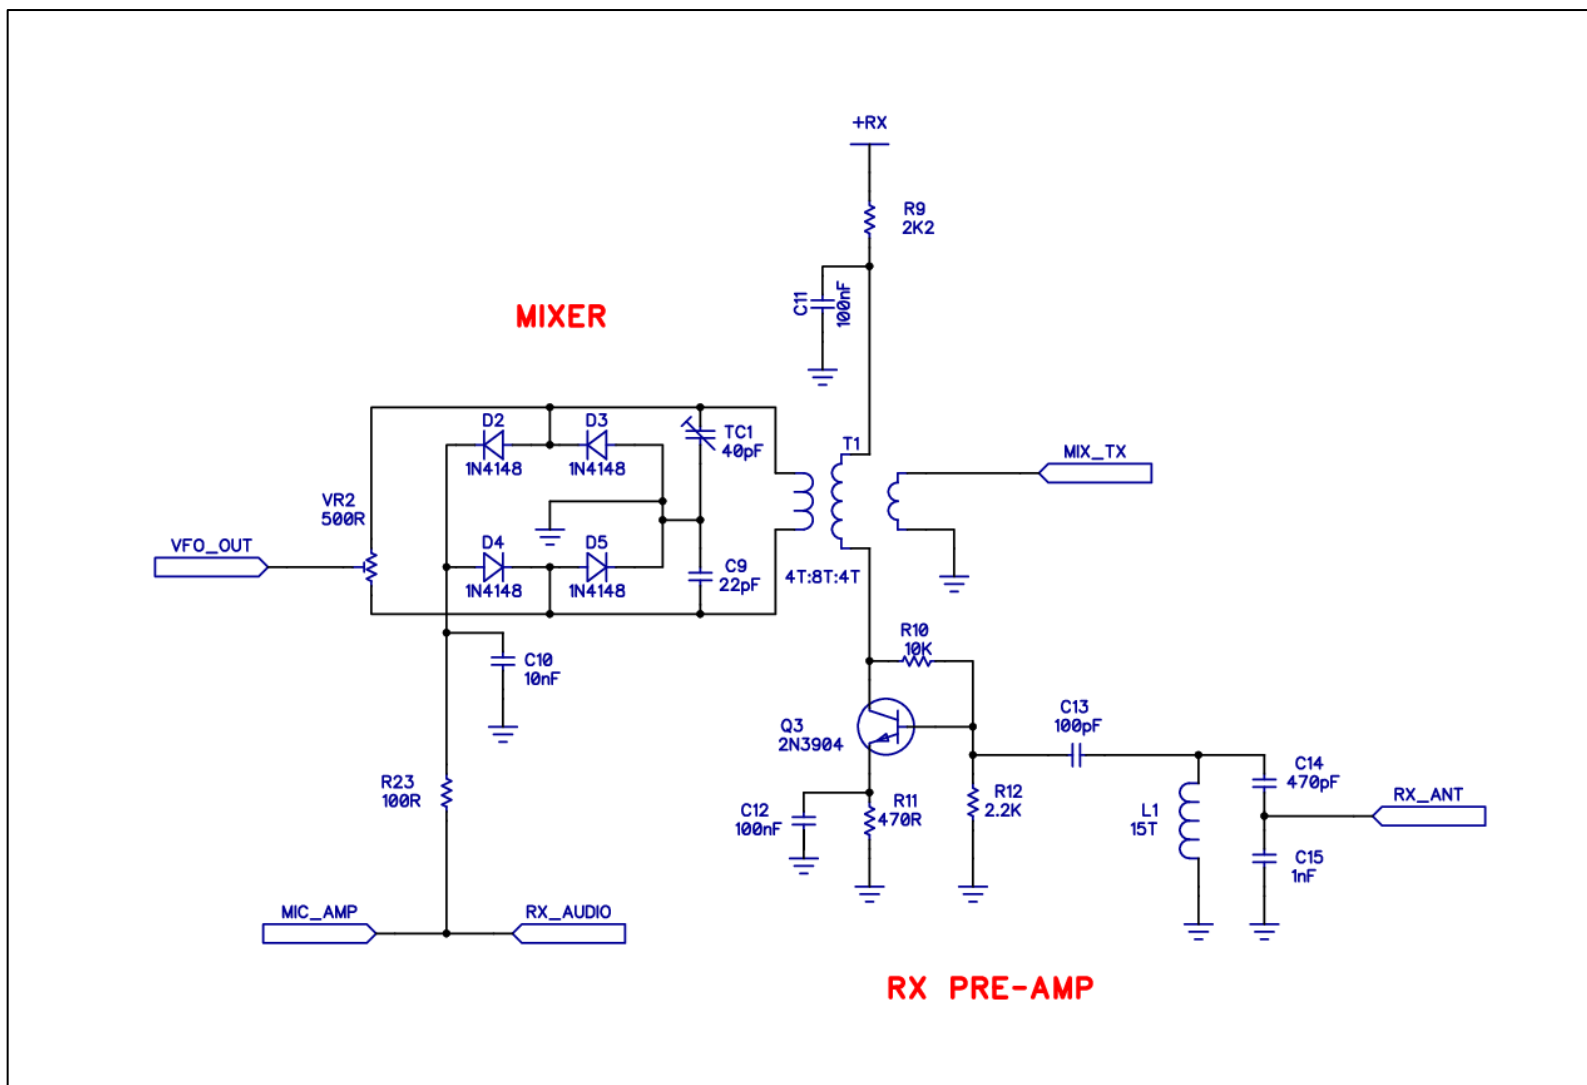 +RX
R9
2K2
C11
100nF
MIXER
D2
D3
1N4148
1N4148
TC1
40pF
T1
MIX_TX
VR2
500R
VFO_OUT
D4
D5
1N4148
1N4148
C9
22pF
4T:8T:4T
R10
10K
C10
10nF
Q3
2N3904
C13
100pF
C14
470pF
RX_ANT
R23
100R
C12
100nF
R11
470R
R12
2.2K
L1
15T
C15
1nF
MIC_AMP
RX_AUDIO
RX PRE-AMP